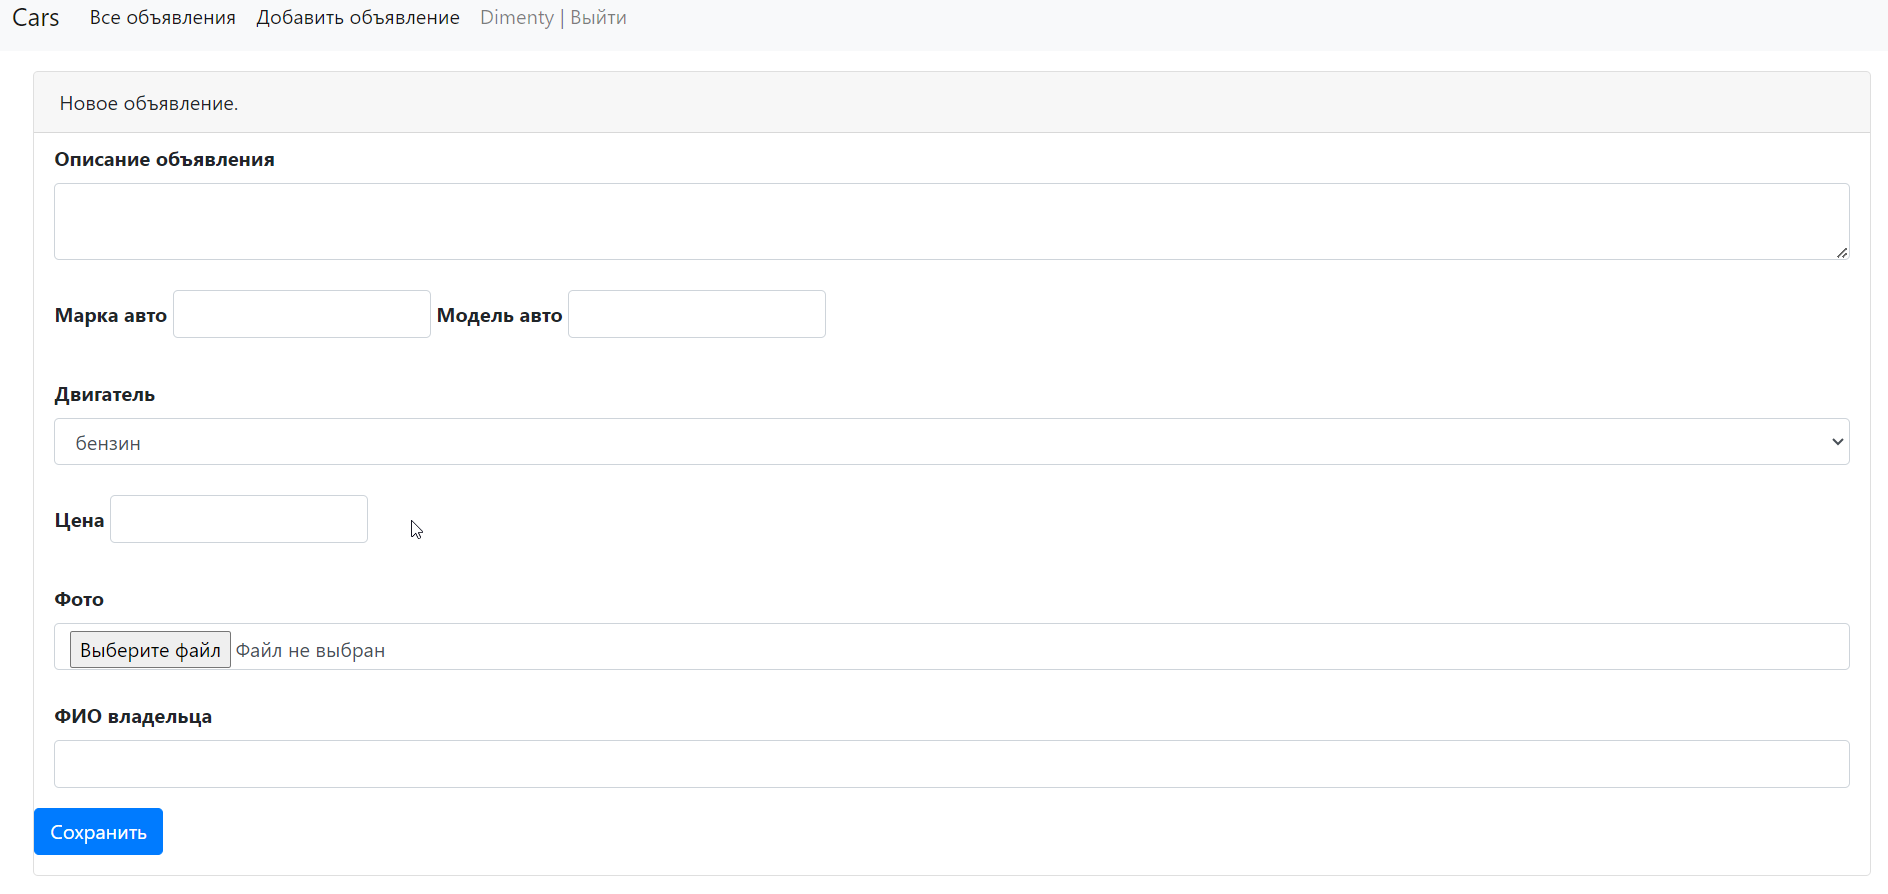 Cars Все объявления Добавить объявление Dimenty | Выйти
Новое объявление.
Описание объявления
Марка авто Модель авто
Двигатель
бензин
Цена
Фото
Выберите файл Файл не выбран
ФИО владельца
Сохранить